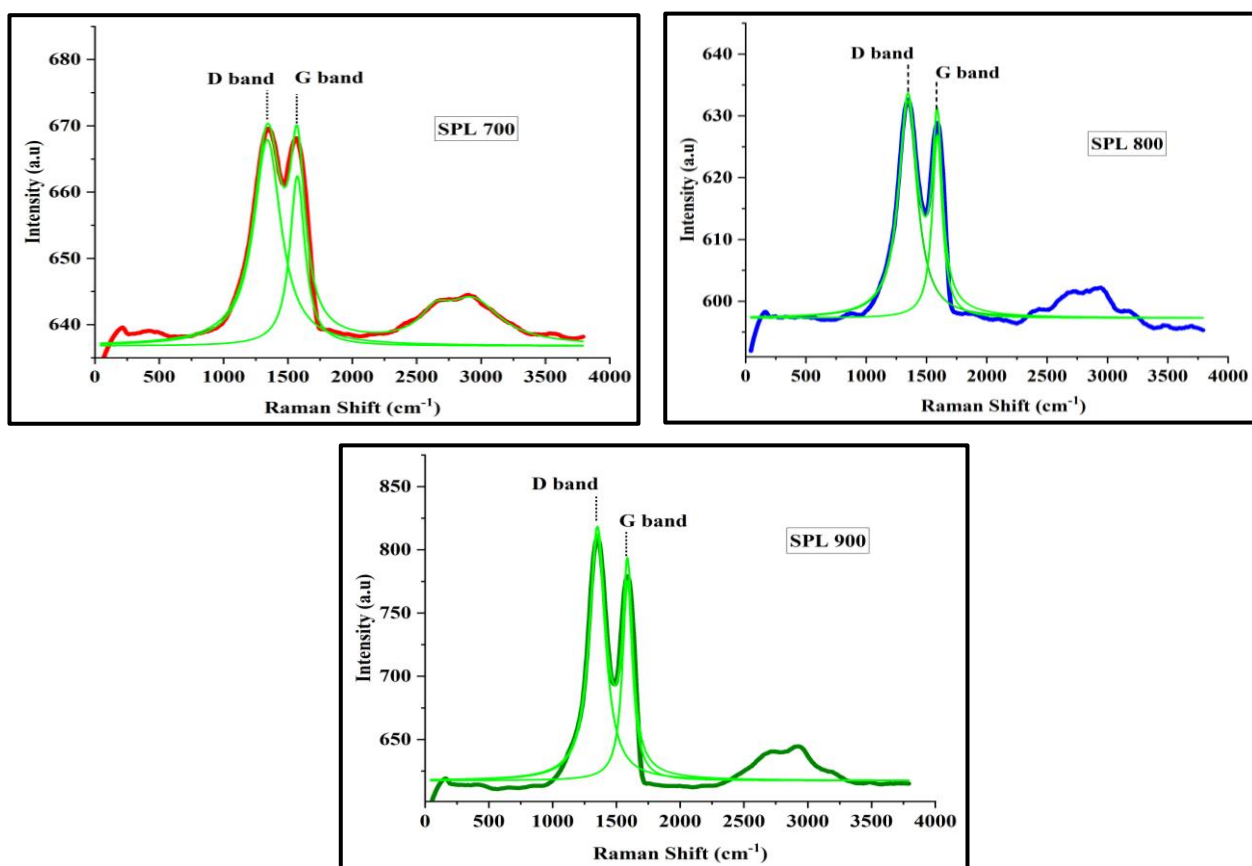 D band
G band
SPL 700
Intensity (a.u)
680
670
660
650
640
0 500 1000 1500 2000 2500 3000 3500 4000
Raman Shift (cm⁻¹)
D band
G band
SPL 800
Intensity (a.u)
640
630
620
610
600
0 500 1000 1500 2000 2500 3000 3500 4000
Raman Shift (cm⁻¹)
D band
G band
SPL 900
Intensity (a.u)
850
800
750
700
650
0 500 1000 1500 2000 2500 3000 3500 4000
Raman Shift (cm⁻¹)